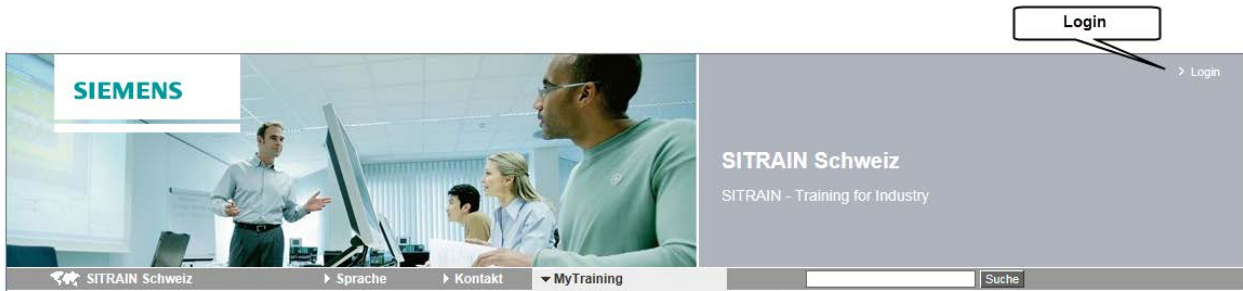 Login
SIEMENS
> Login
SITRAIN Schweiz
SITRAIN - Training for Industry
SITRAIN Schweiz
Sprache
Kontakt
MyTraining
Suche